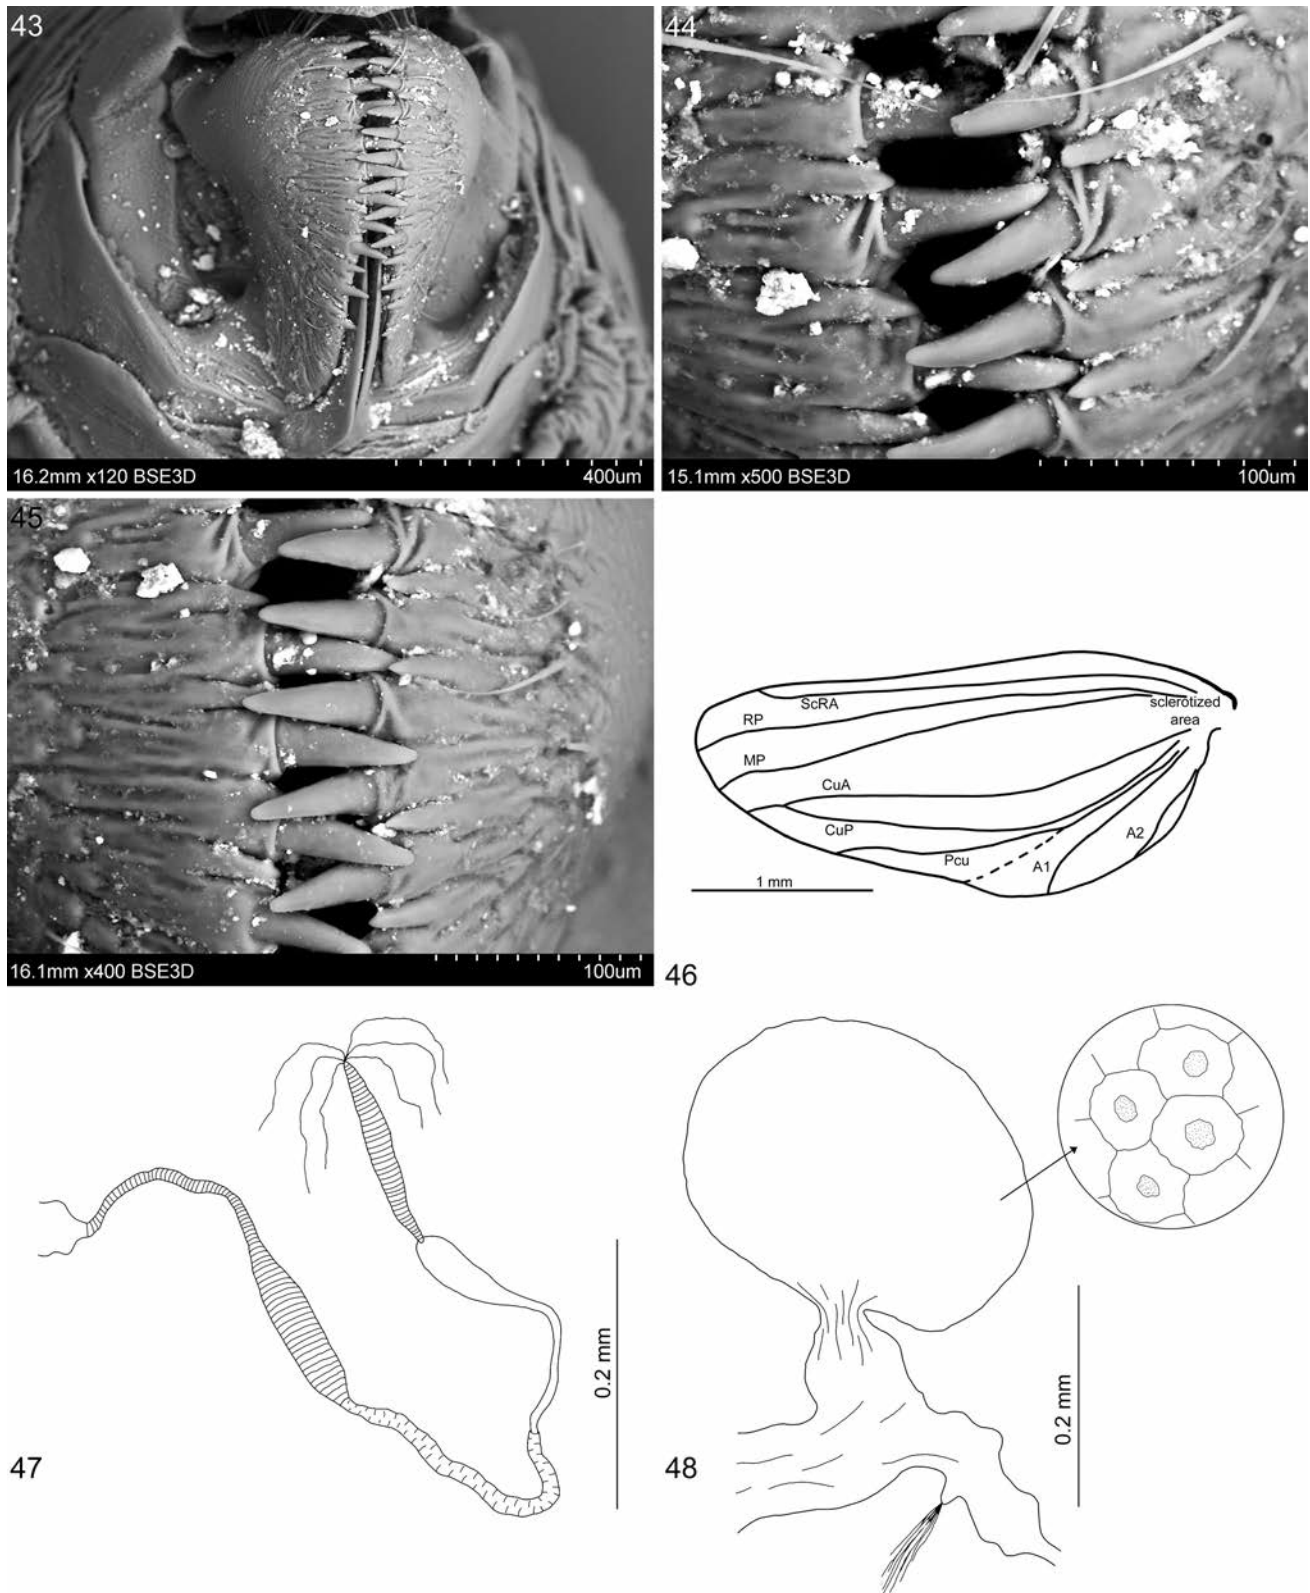 43
16.2mm x120 BSE3D 400um
44
15.1mm x500 BSE3D 100um
45
16.1mm x400 BSE3D 100um
ScRA
sclerotized
area
RP
MP
CuA
CuP
Pcu
A1
A2
1 mm
46
0.2 mm
47
0.2 mm
48